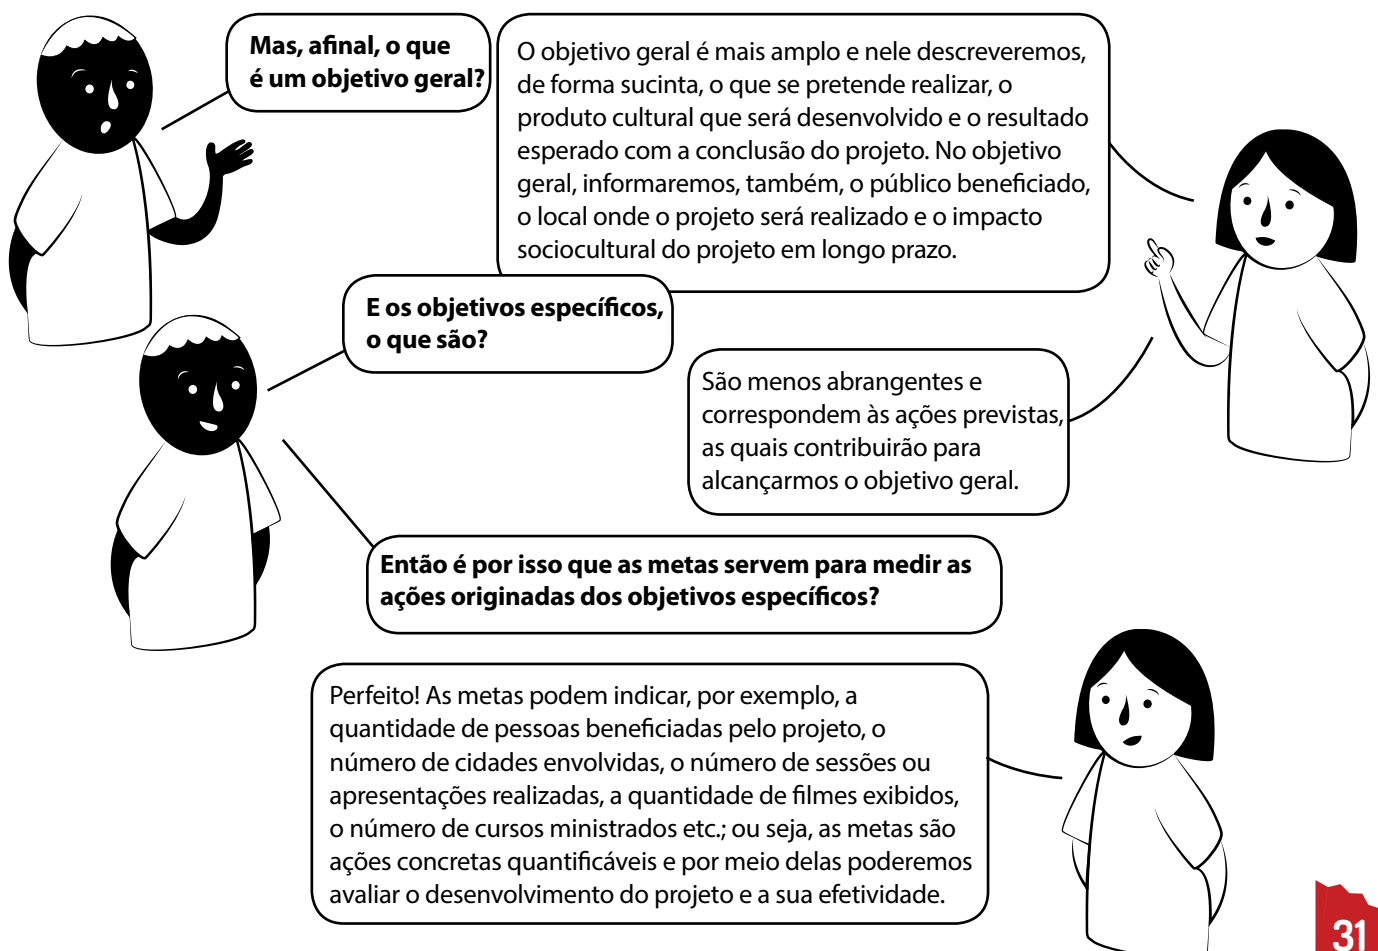 Mas, afinal, o que
é um objetivo geral?
O objetivo geral é mais amplo e nele descreveremos,
de forma sucinta, o que se pretende realizar, o
produto cultural que será desenvolvido e o resultado
esperado com a conclusão do projeto. No objetivo
geral, informaremos, também, o público beneficiado,
o local onde o projeto será realizado e o impacto
sociocultural do projeto em longo prazo.
E os objetivos específicos,
o que são?
São menos abrangentes e
correspondem às ações previstas,
as quais contribuirão para
alcançarmos o objetivo geral.
Então é por isso que as metas servem para medir as
ações originadas dos objetivos específicos?
Perfeito! As metas podem indicar, por exemplo, a
quantidade de pessoas beneficiadas pelo projeto, o
número de cidades envolvidas, o número de sessões ou
apresentações realizadas, a quantidade de filmes exibidos,
o número de cursos ministrados etc.; ou seja, as metas são
ações concretas quantificáveis e por meio delas poderemos
avaliar o desenvolvimento do projeto e a sua efetividade.
31